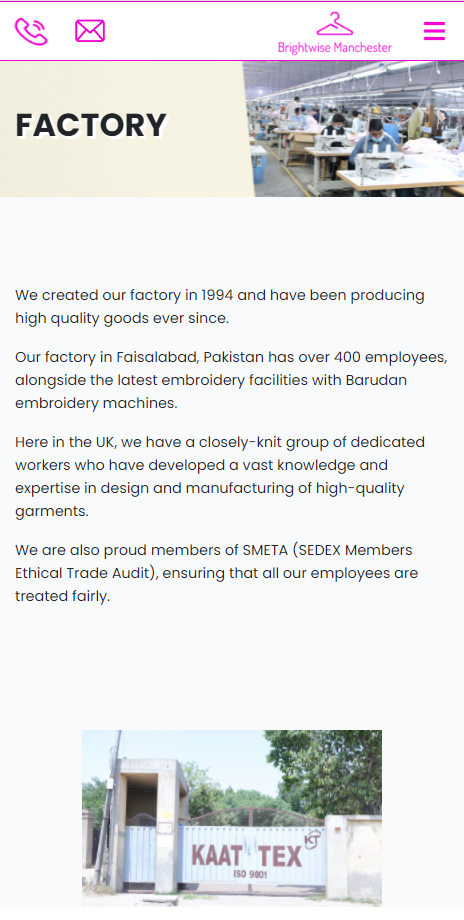 Brightwise Manchester
FACTORY
We created our factory in 1994 and have been producing
high quality goods ever since.
Our factory in Faisalabad, Pakistan has over 400 employees,
alongside the latest embroidery facilities with Barudan
embroidery machines.
Here in the UK, we have a closely-knit group of dedicated
workers who have developed a vast knowledge and
expertise in design and manufacturing of high-quality
garments.
We are also proud members of SMETA (SEDEX Members
Ethical Trade Audit), ensuring that all our employees are
treated fairly.
KT
KAAT TEX
ISO 9001